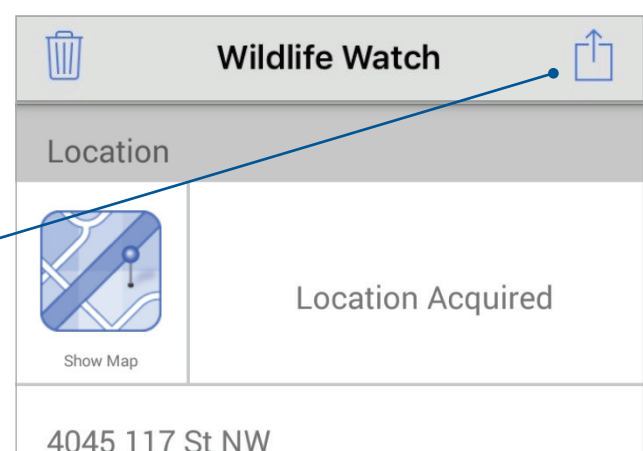 Wildlife Watch
Location
Location Acquired
Show Map
4045 117 St NW